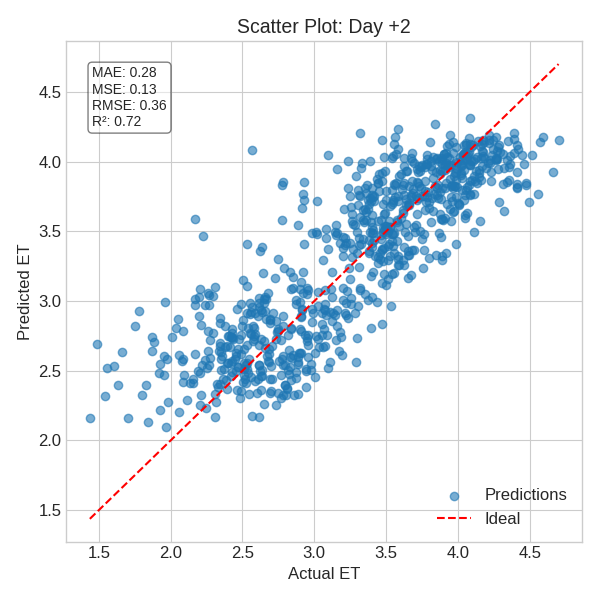 Scatter Plot: Day +2
MAE: 0.28
MSE: 0.13
RMSE: 0.36
R²: 0.72
4.5
4.0
3.5
3.0
2.5
2.0
1.5
Predicted ET
Predictions
Ideal
1.5 2.0 2.5 3.0 3.5 4.0 4.5
Actual ET